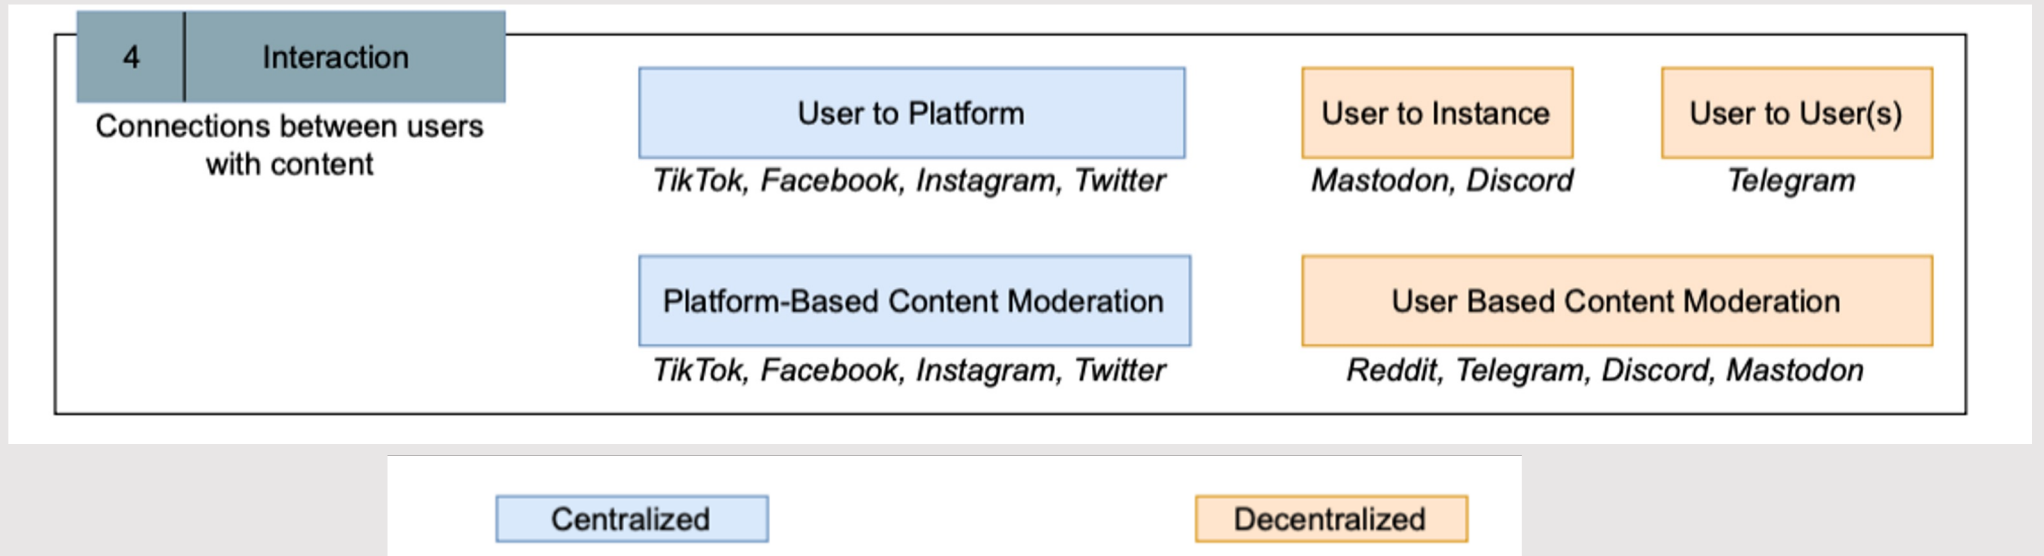 4
Interaction
Connections between users
with content
User to Platform
TikTok, Facebook, Instagram, Twitter
User to Instance
Mastodon, Discord
User to User(s)
Telegram
Platform-Based Content Moderation
TikTok, Facebook, Instagram, Twitter
User Based Content Moderation
Reddit, Telegram, Discord, Mastodon
Centralized
Decentralized